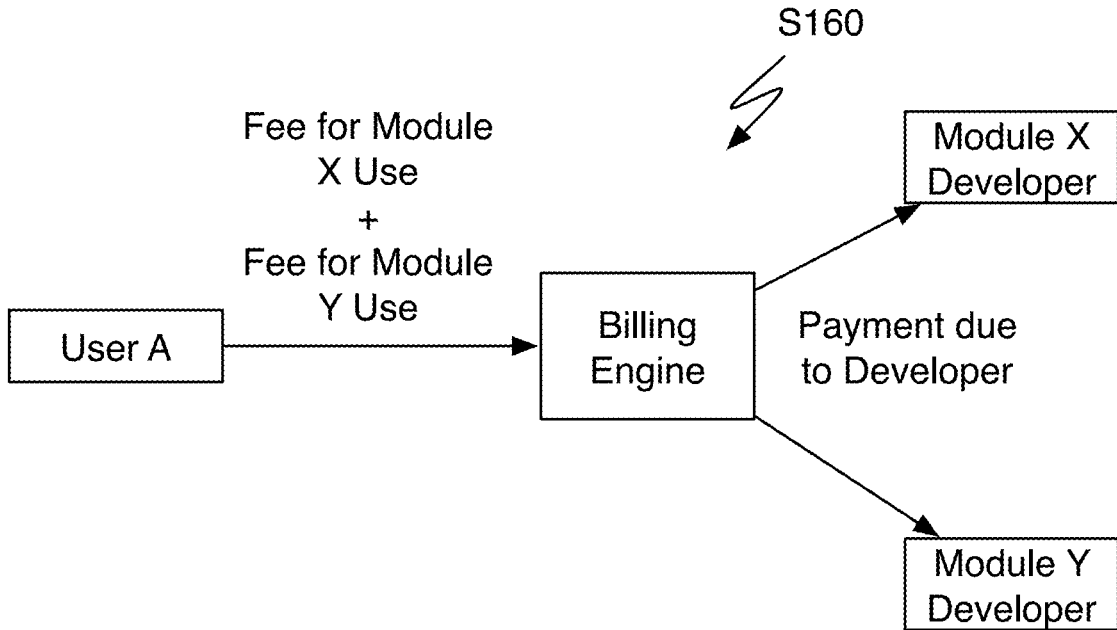 S160
Fee for Module
X Use
+
Fee for Module
Y Use
User A
Billing
Engine
Module X
Developer
Payment due
to Developer
Module Y
Developer